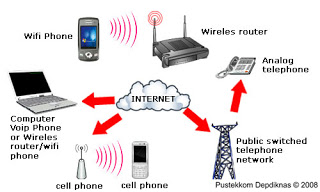 Wifi Phone
Wireles router
Analog
telephone
INTERNET
Computer
Voip Phone
or Wireles
router/wifi
phone
Public switched
telephone
network
cell phone
cell phone
Pustekkom Depdiknas © 2008